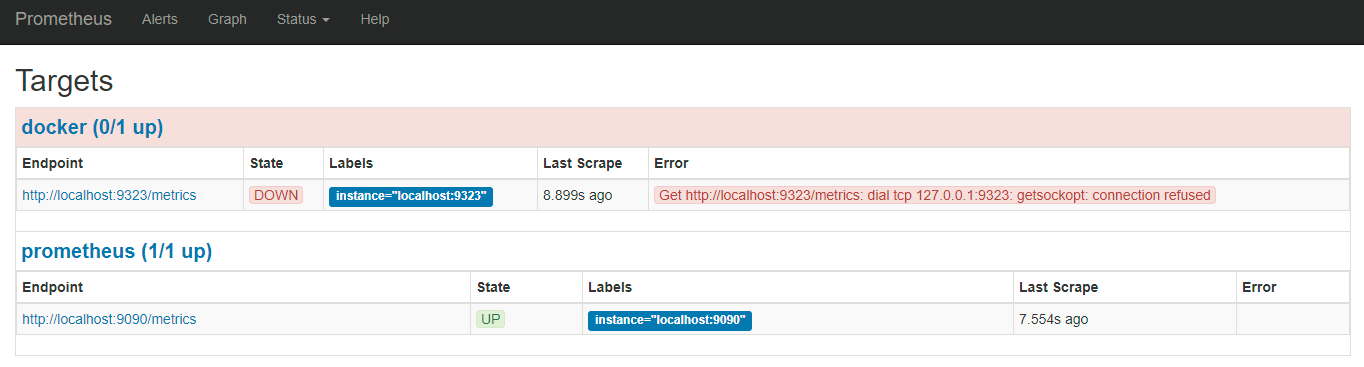 Prometheus Alerts Graph Status Help
Targets
docker (0/1 up)
Endpoint State Labels Last Scrape Error
http://localhost:9323/metrics DOWN instance="localhost:9323" 8.899s ago Get http://localhost:9323/metrics: dial tcp 127.0.0.1:9323: getsockopt: connection refused
prometheus (1/1 up)
Endpoint State Labels Last Scrape Error
http://localhost:9090/metrics UP instance="localhost:9090" 7.554s ago